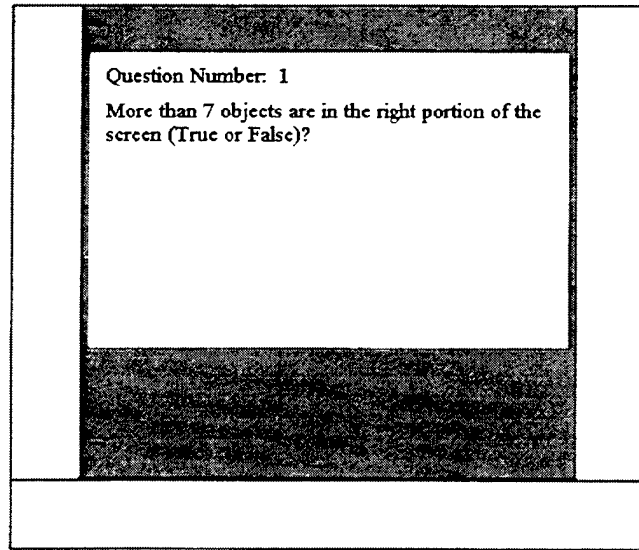 Question Number: 1
More than 7 objects are in the right portion of the
screen (True or False)?